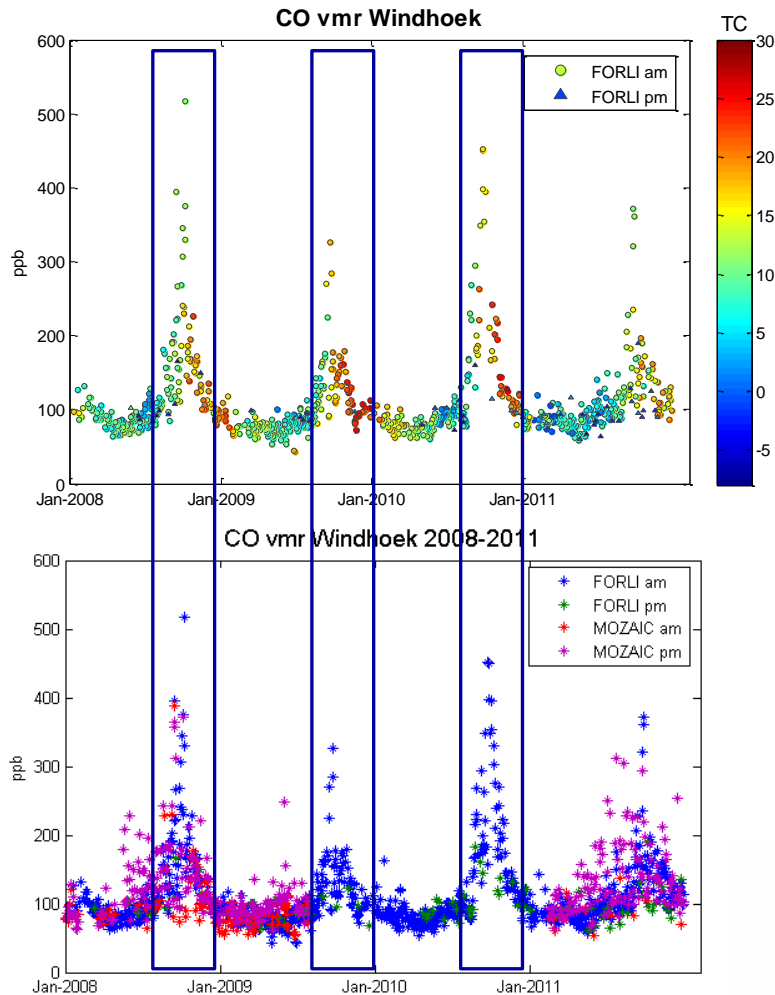 CO vmr Windhoek
TC
600
500
400
300
200
100
0
ppb
FORLI am
FORLI pm
Jan-2008
Jan-2009
Jan-2010
Jan-2011
30
25
20
15
10
5
0
-5
CO vmr Windhoek 2008-2011
600
500
400
300
200
100
0
ppb
FORLI am
FORLI pm
MOZAIC am
MOZAIC pm
Jan-2008
Jan-2009
Jan-2010
Jan-2011